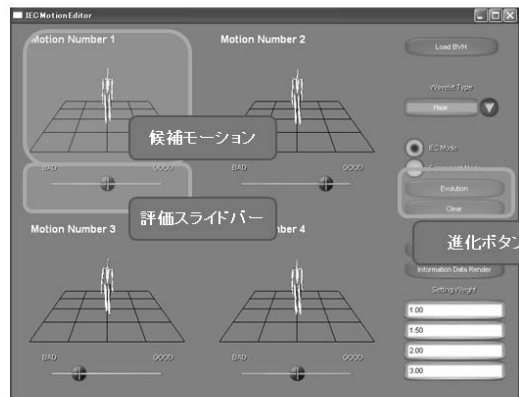 IECMotionEditor
Motion Number 1
Motion Number 2
Load BVH
Wavelet Type
Haar
候補モーション
IEC Mode
BAD
GOOD
BAD
GOOD
Evolution
Clear
評価スライドバー
Motion Number 3
ber 4
進化ボタン
Information Data Render
Setting Weight
1.00
1.50
BAD
GOOD
BAD
GOOD
2.00
3.00